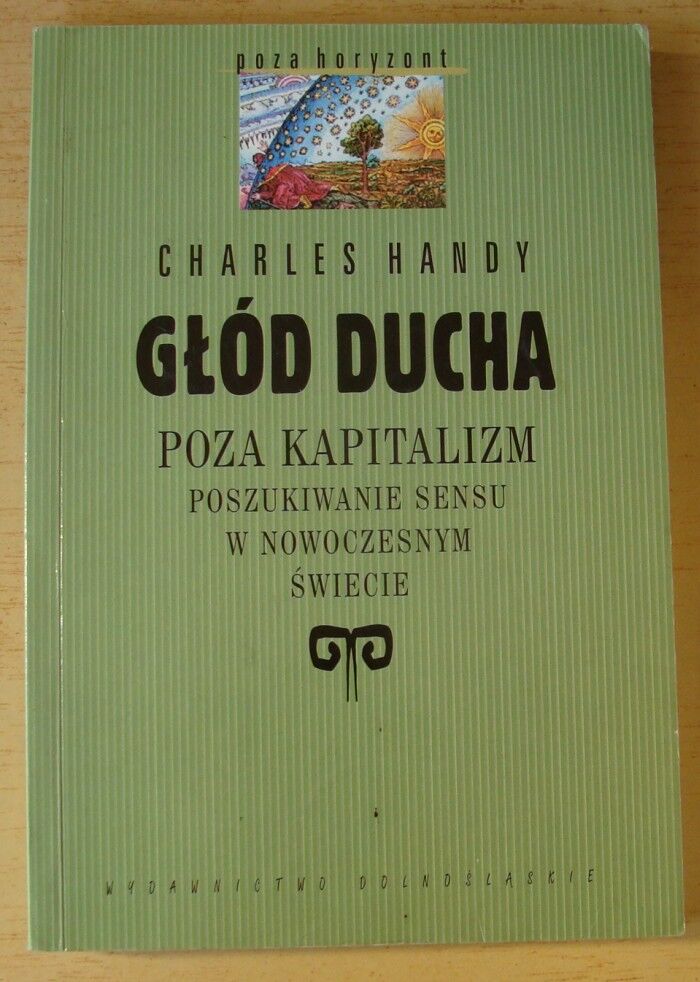 poza horyzont
CHARLES HANDY
GŁÓD DUCHA
POZA KAPITALIZM
POSZUKIWANIE SENSU
W NOWOCZESNYM
ŚWIECIE
WYDAWNICTWO DOLNOŚLĄSKIE